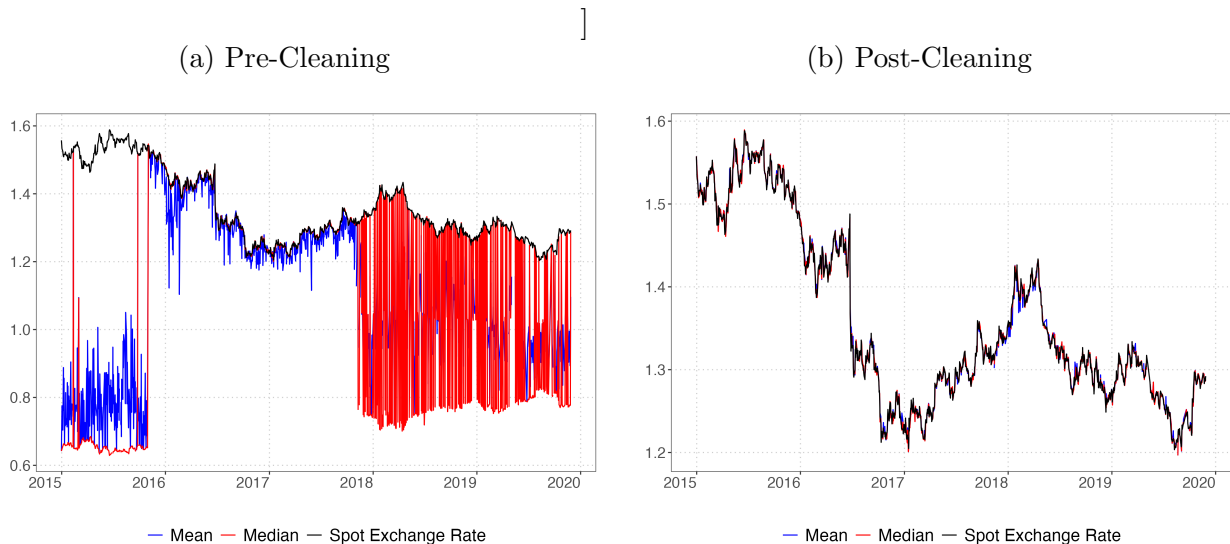 ]
(a) Pre-Cleaning
1.6
1.4
1.2
1.0
0.8
0.6
2015 2016 2017 2018 2019 2020
Mean Median Spot Exchange Rate
(b) Post-Cleaning
1.6
1.5
1.4
1.3
1.2
2015 2016 2017 2018 2019 2020
Mean Median Spot Exchange Rate